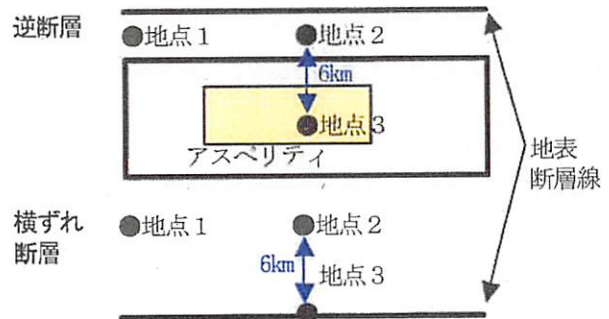 逆断層
地点1
地点2
6km
地点3
アスペリティ
地表
断層線
横ずれ
断層
地点1
地点2
6km
地点3